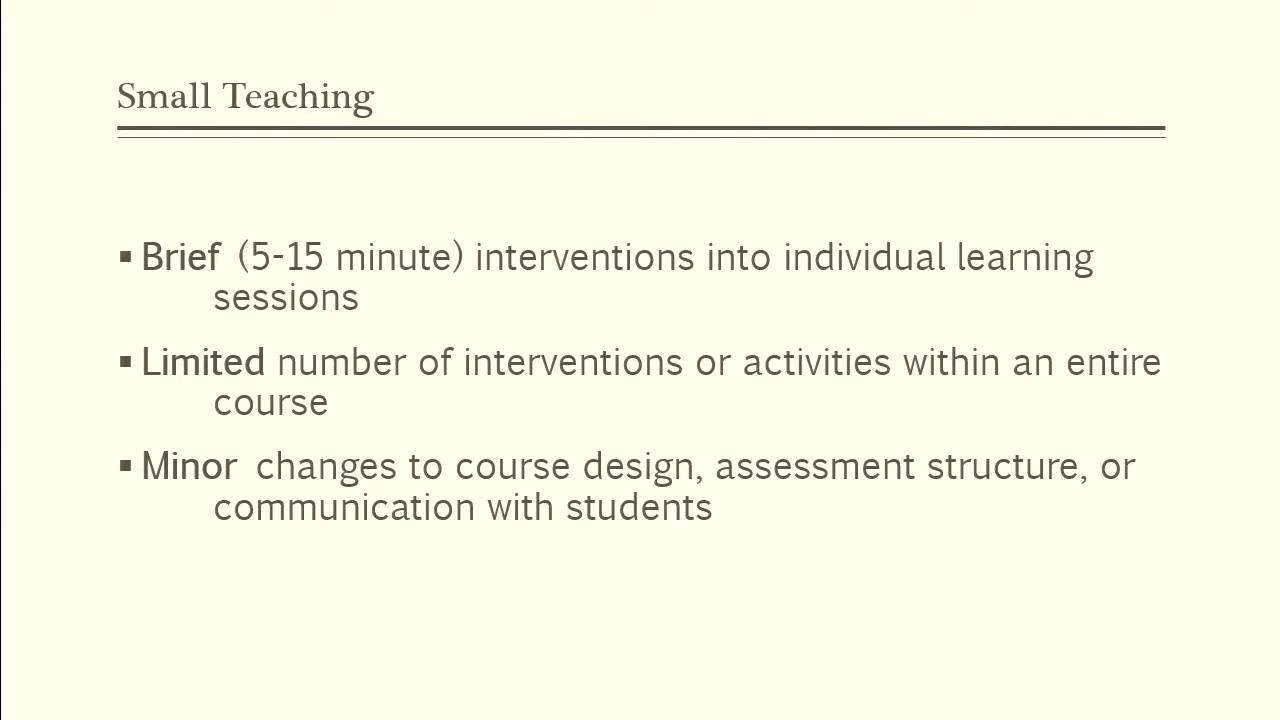 Small Teaching
▪ Brief (5-15 minute) interventions into individual learning
sessions
▪ Limited number of interventions or activities within an entire
course
▪ Minor changes to course design, assessment structure, or
communication with students